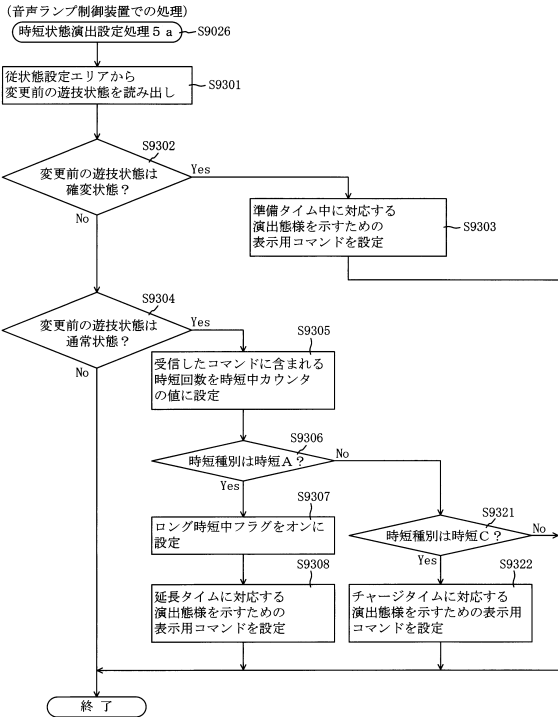 (音声ランプ制御装置での処理)
時短状態演出設定処理5a
S9026
従状態設定エリアから
変更前の遊技状態を読み出し
S9301
S9302
変更前の遊技状態は
確変状態?
Yes
No
準備タイム中に対応する
演出態様を示すための
表示用コマンドを設定
S9303
S9304
変更前の遊技状態は
通常状態?
Yes
No
S9305
受信したコマンドに含まれる
時短回数を時短中カウンタ
の値に設定
S9306
時短種別は時短A?
No
Yes
S9307
ロング時短中フラグをオンに
設定
S9321
時短種別は時短C?
No
Yes
S9308
延長タイムに対応する
演出態様を示すための
表示用コマンドを設定
S9322
チャージタイムに対応する
演出態様を示すための表示用
コマンドを設定
終了